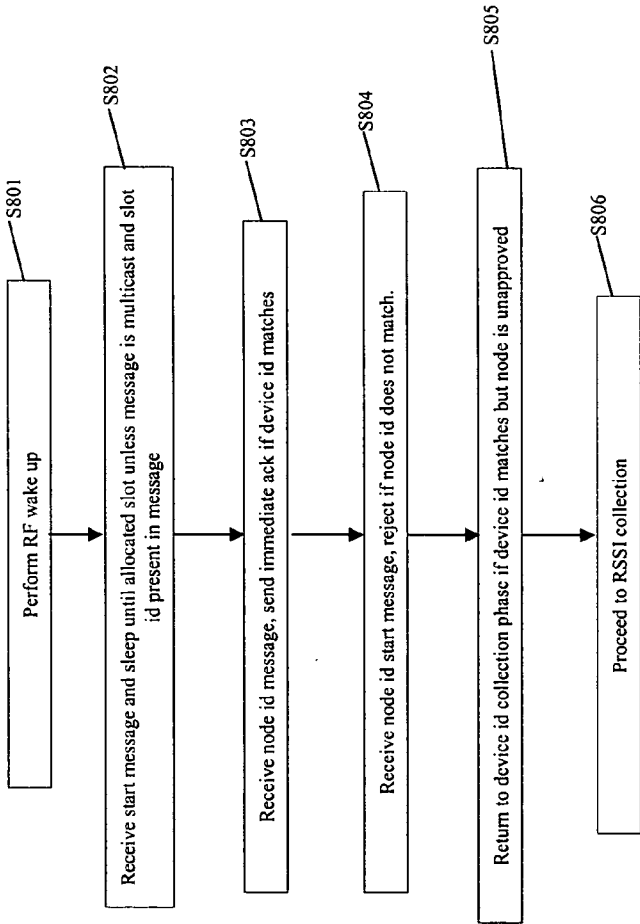 S801
Perform RF wake up
S802
Receive start message and sleep until allocated slot unless message is multicast and slot
id present in message
S803
Receive node id message, send immediate ack if device id matches
S804
Receive node id start message, reject if node id does not match.
S805
Return to device id collection phase if device id matches but node is unapproved
S806
Proceed to RSSI collection